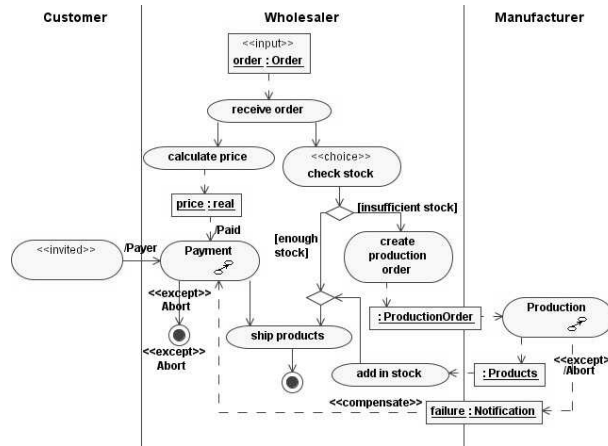 Customer
Wholesaler
Manufacturer
<<input>>
order : Order
receive order
calculate price
<<choice>>
check stock
price : real
[insufficient stock]
/Paid
[enough
stock]
create
production
order
<<invited>>
/Payer
Payment
<<except>>
Abort
: ProductionOrder
Production
<<except>>
Abort
ship products
<<except>>
/Abort
add in stock
: Products
<<compensate>>
failure : Notification